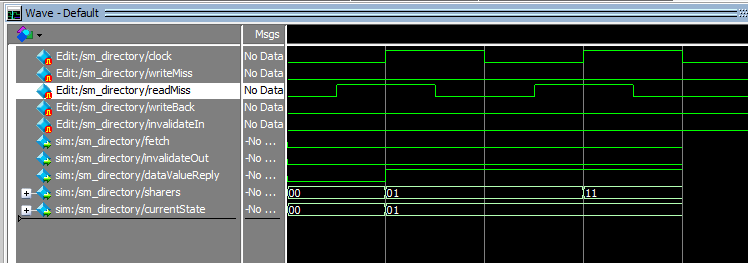 Wave - Default
Msgs
Edit:/sm_directory/clock No Data
Edit:/sm_directory/writeMiss No Data
Edit:/sm_directory/readMiss No Data
Edit:/sm_directory/writeBack No Data
Edit:/sm_directory/invalidateIn No Data
sim:/sm_directory/fetch -No ...
sim:/sm_directory/invalidateOut -No ...
sim:/sm_directory/dataValueReply -No ...
sim:/sm_directory/sharers -No ... 00 01 11
sim:/sm_directory/currentState -No ... 00 01